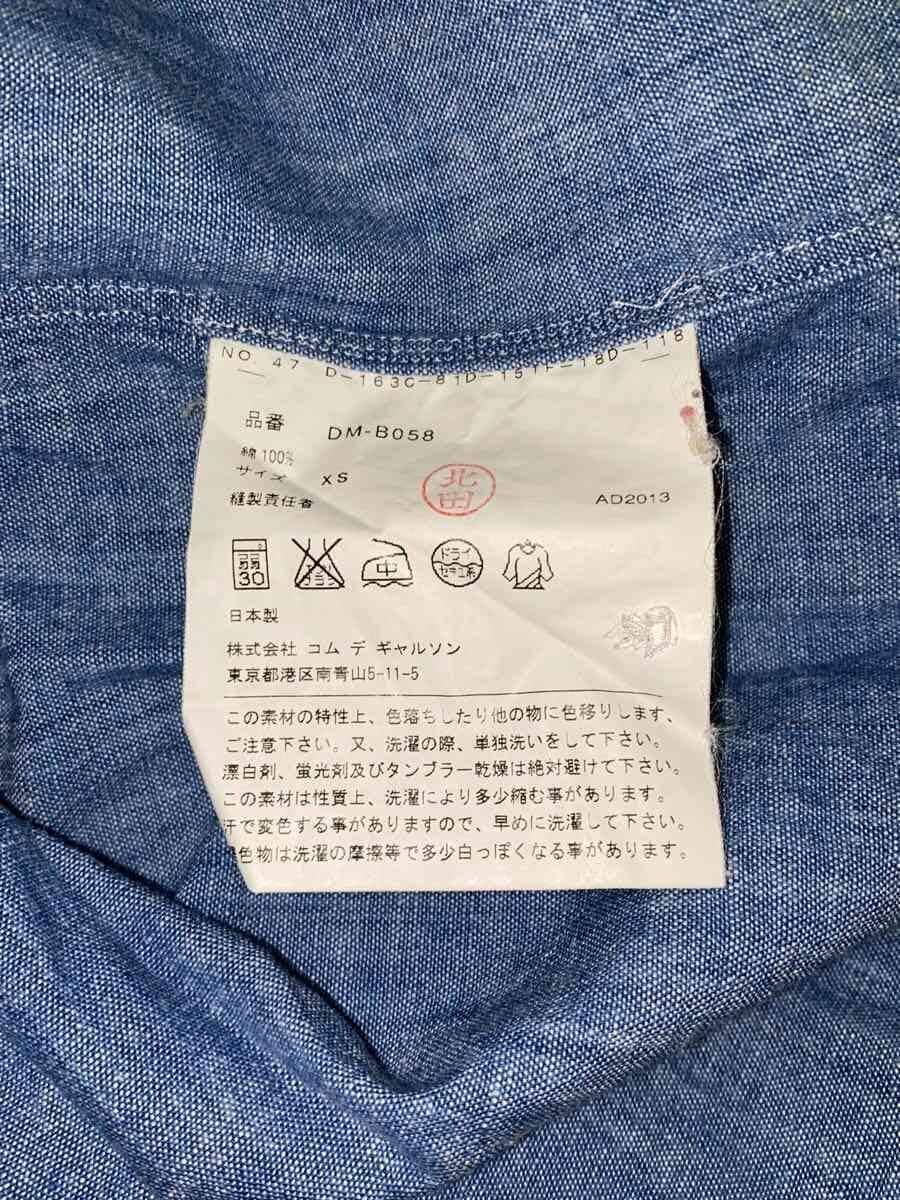 NO. 47 D-163C-81D-151F-18D-118
品番 DM-B058
綿 100%
サイズ XS
縫製責任者 北田 AD2013
弱 30 中 ドライ セキユ系
日本製
株式会社 コム デ ギャルソン
東京都港区南青山5-11-5
この素材の特性上、色落ちしたり他の物に色移りします、
ご注意下さい。又、洗濯の際、単独洗いをして下さい。
漂白剤、蛍光剤及びタンブラー乾燥は絶対避けて下さい。
この素材は性質上、洗濯により多少縮む事があります。
汗で変色する事がありますので、早めに洗濯して下さい。
色物は洗濯の摩擦等で多少白っぽくなる事があります。